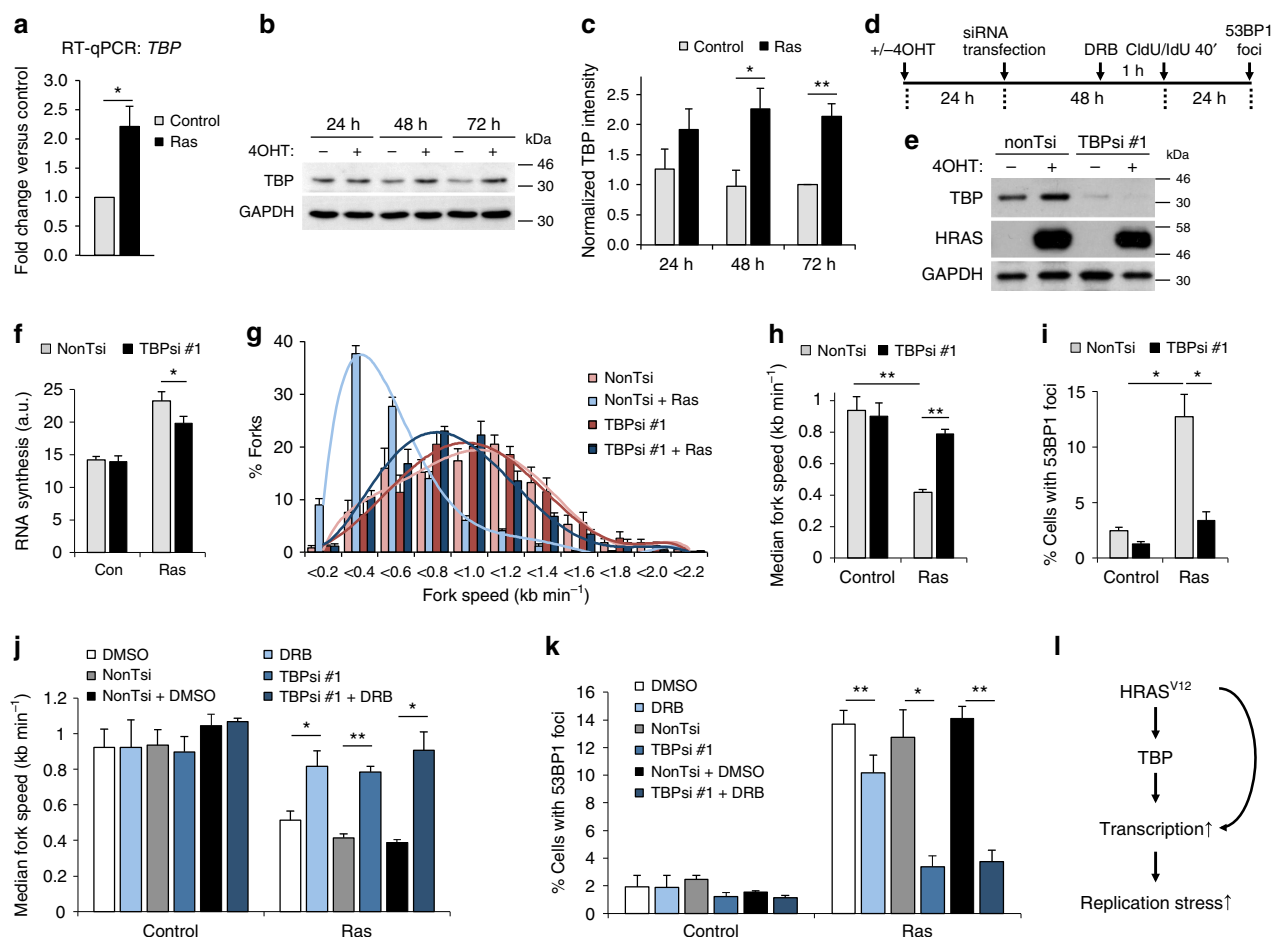 a
RT-qPCR: TBP
Fold change versus control
3.0
2.5
2.0
1.5
1.0
0.5
0.0
*
Control
Ras
b
24 h 48 h 72 h
kDa
4OHT: – + – + – +
TBP
GAPDH
46
30
30
c
Control Ras
Normalized TBP intensity
3.0
2.5
2.0
1.5
1.0
0.5
0.0
* **
24 h 48 h 72 h
d
+/–4OHT
siRNA
transfection
DRB CldU/IdU 40′
1 h
53BP1
foci
24 h 48 h 24 h
e
nonTsi TBPsi #1
kDa
4OHT: – + – +
TBP
HRAS
GAPDH
46
30
58
46
30
f
NonTsi TBPsi #1
RNA synthesis (a.u.)
25
20
15
10
5
0
*
Con Ras
g
% Forks
40
30
20
10
0
NonTsi
NonTsi + Ras
TBPsi #1
TBPsi #1 + Ras
<0.2 <0.4 <0.6 <0.8 <1.0 <1.2 <1.4 <1.6 <1.8 <2.0 <2.2
Fork speed (kb min−1)
h
NonTsi TBPsi #1
Median fork speed (kb min−1)
1
0.8
0.6
0.4
0.2
0
**
**
Control Ras
i
NonTsi TBPsi #1
% Cells with 53BP1 foci
15
10
5
0
* *
Control Ras
j
DMSO
NonTsi
NonTsi + DMSO
DRB
TBPsi #1
TBPsi #1 + DRB
Median fork speed (kb min−1)
1.2
1
0.8
0.6
0.4
0.2
0
* ** *
Control Ras
k
DMSO
DRB
NonTsi
TBPsi #1
NonTsi + DMSO
TBPsi #1 + DRB
% Cells with 53BP1 foci
16
14
12
10
8
6
4
2
0
** * **
Control Ras
l
HRASV12
TBP
Transcription↑
Replication stress↑